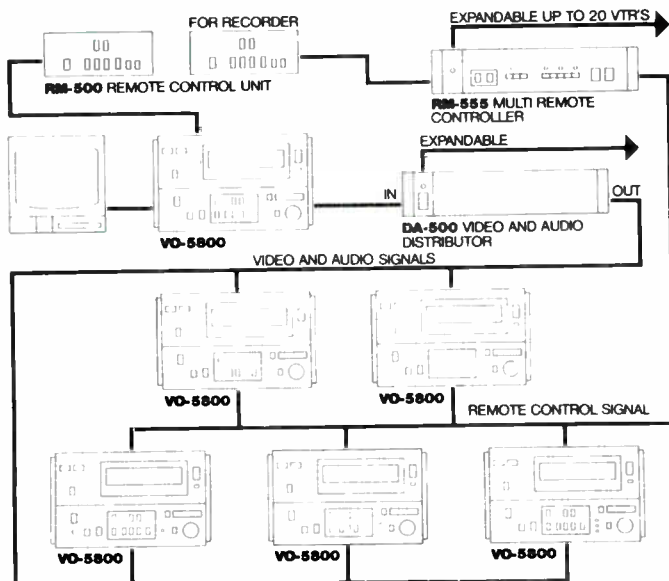 FOR RECORDER
EXPANDABLE UP TO 20 VTR'S
RM-500 REMOTE CONTROL UNIT
RM-555 MULTI REMOTE
CONTROLLER
EXPANDABLE
IN
OUT
VO-5800
DA-500 VIDEO AND AUDIO
DISTRIBUTOR
VIDEO AND AUDIO SIGNALS
VO-5800
VO-5800
REMOTE CONTROL SIGNAL
VO-5800
VO-5800
VO-5800